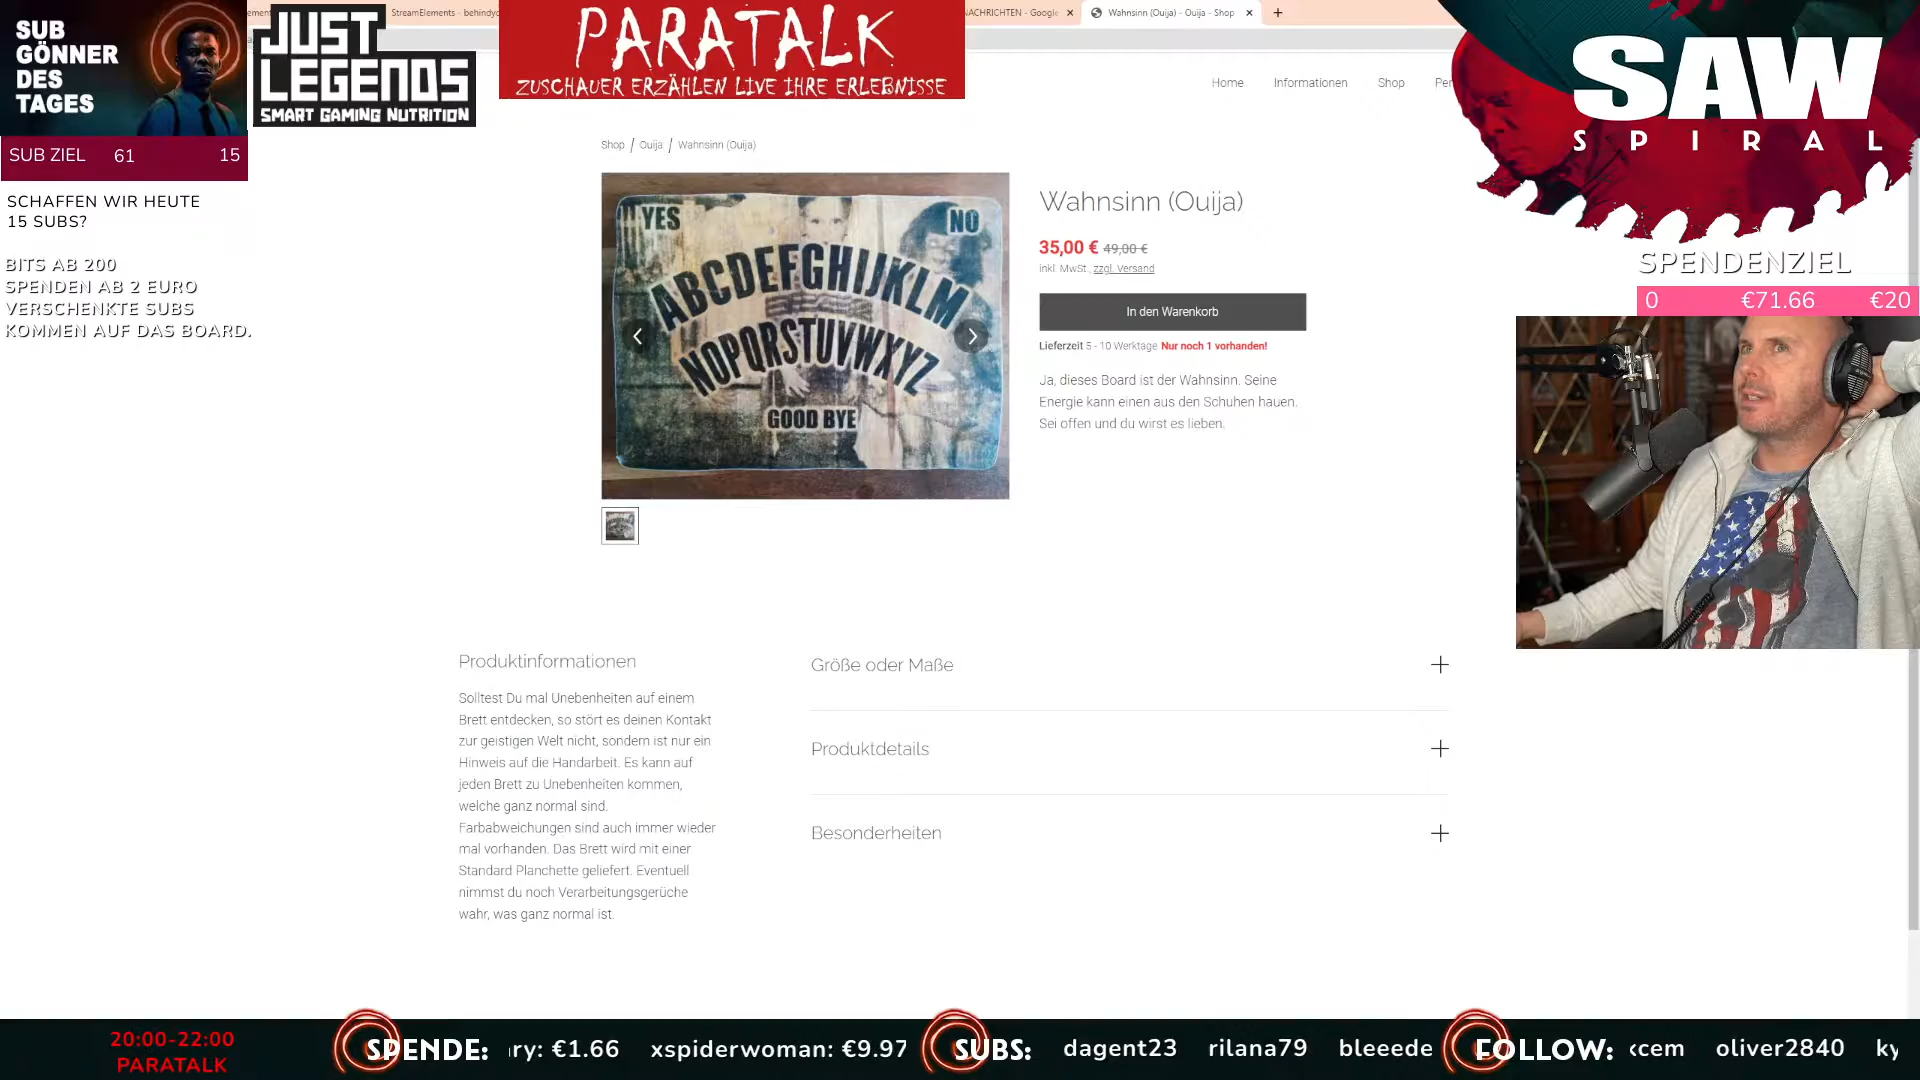 SUB
GÖNNER
DES
TAGES
SUB ZIEL 61 15
SCHAFFEN WIR HEUTE
15 SUBS?
BITS AB 200
SPENDEN AB 2 EURO
VERSCHENKTE SUBS
KOMMEN AUF DAS BOARD.
JUST
LEGENDS
SMART GAMING NUTRITION
StreamElements - behindyo
PARATALK
ZUSCHAUER ERZÄHLEN LIVE IHRE ERLEBNISSE
NACHRICHTEN - Google
Wahnsinn (Ouija) - Ouija - Shop
Home Informationen Shop Per
SAW
SPIRAL
SPENDENZIEL
0 €71.66 €20
Shop / Ouija / Wahnsinn (Ouija)
YES NO
ABCDEFGHIJKLM
NOPQRSTUVWXYZ
GOOD BYE
Wahnsinn (Ouija)
35,00 € 49,00 €
inkl. MwSt., zzgl. Versand
In den Warenkorb
Lieferzeit 5 - 10 Werktage Nur noch 1 vorhanden!
Ja, dieses Board ist der Wahnsinn. Seine
Energie kann einen aus den Schuhen hauen.
Sei offen und du wirst es lieben.
Produktinformationen
Solltest Du mal Unebenheiten auf einem
Brett entdecken, so stört es deinen Kontakt
zur geistigen Welt nicht, sondern ist nur ein
Hinweis auf die Handarbeit. Es kann auf
jeden Brett zu Unebenheiten kommen,
welche ganz normal sind.
Farbabweichungen sind auch immer wieder
mal vorhanden. Das Brett wird mit einer
Standard Planchette geliefert. Eventuell
nimmst du noch Verarbeitungsgerüche
wahr, was ganz normal ist.
Größe oder Maße
Produktdetails
Besonderheiten
20:00-22:00
PARATALK
SPENDE: ry: €1.66 xspiderwoman: €9.97
SUBS: dagent23 rilana79 bleeede
FOLLOW: xcem oliver2840 ky